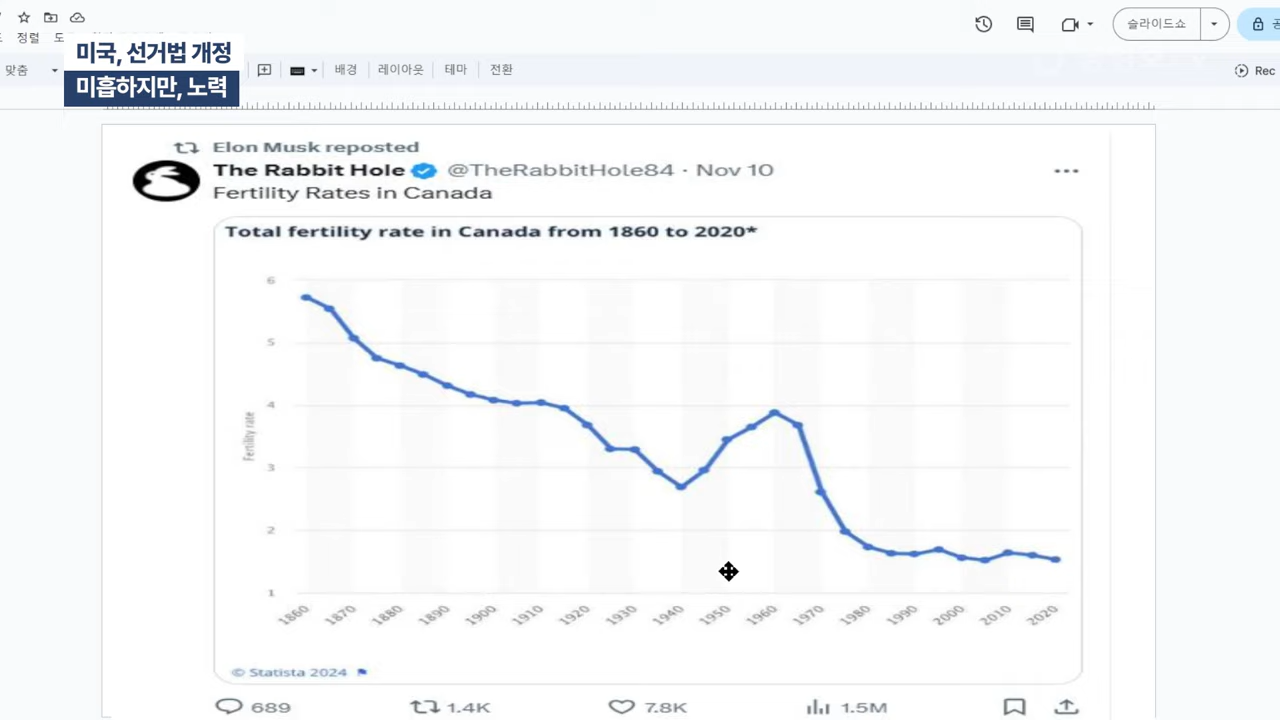 정렬
미국, 선거법 개정
미흡하지만, 노력
맞춤
배경
레이아웃
테마
전환
슬라이드쇼
Rec
Elon Musk reposted
The Rabbit Hole @TheRabbitHole84 · Nov 10
Fertility Rates in Canada
Total fertility rate in Canada from 1860 to 2020*
6
5
4
3
2
1
Fertility rate
1860 1870 1880 1890 1900 1910 1920 1930 1940 1950 1960 1970 1980 1990 2000 2010 2020
© Statista 2024
689 1.4K 7.8K 1.5M